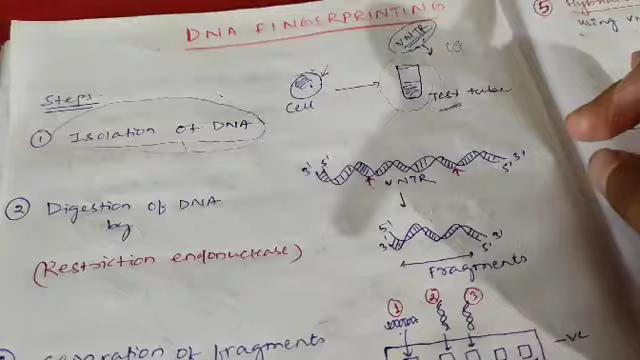 DNA FINGERPRINTING
Steps
① Isolation of DNA
VNTR
cell
Test tube
② Digestion of DNA
by
(Restriction endonuclease)
3' 5'
3'
5'
VNTR
5'
3'
3'
5'
Fragments
separation of fragments
① ② ③
-ve
⑤
using